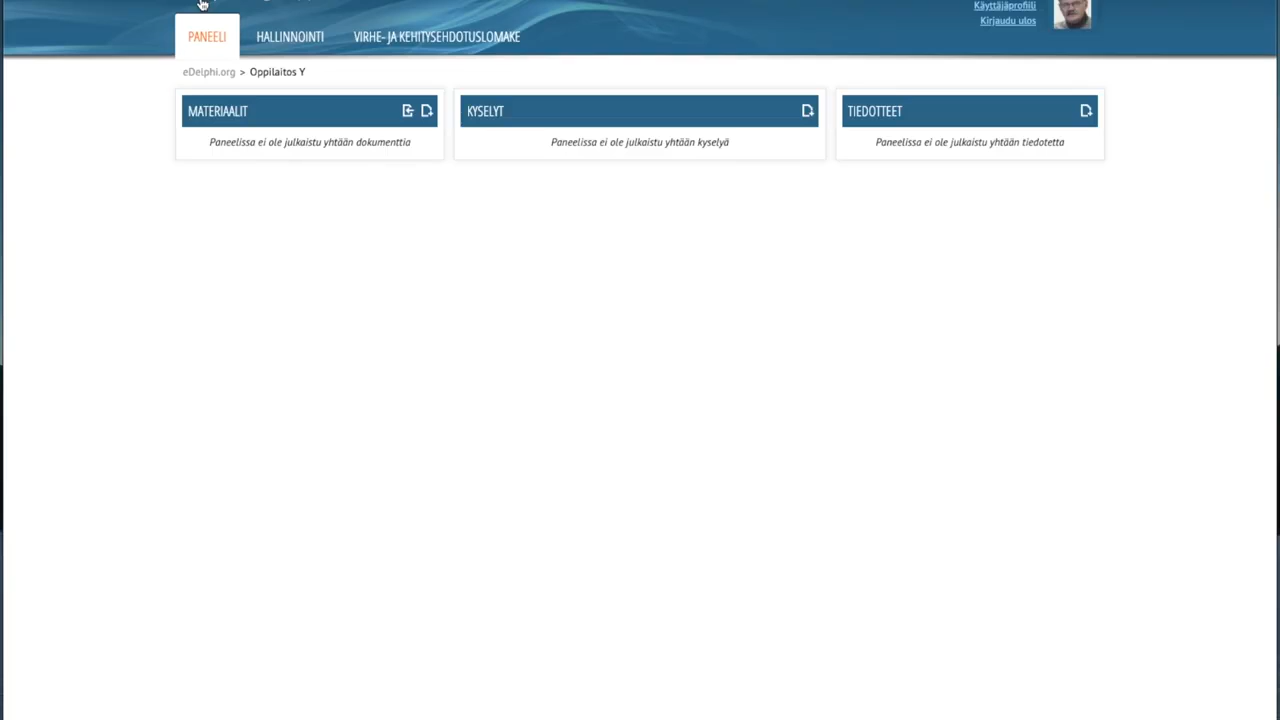 Käyttäjäprofiili
Kirjaudu ulos
PANEELI HALLINNOINTI VIRHE- JA KEHITYSEHDOTUSLOMAKE
eDelphi.org > Oppilaitos Y
MATERIAALIT
Paneelissa ei ole julkaistu yhtään dokumenttia
KYSELYT
Paneelissa ei ole julkaistu yhtään kyselyä
TIEDOTTEET
Paneelissa ei ole julkaistu yhtään tiedotetta